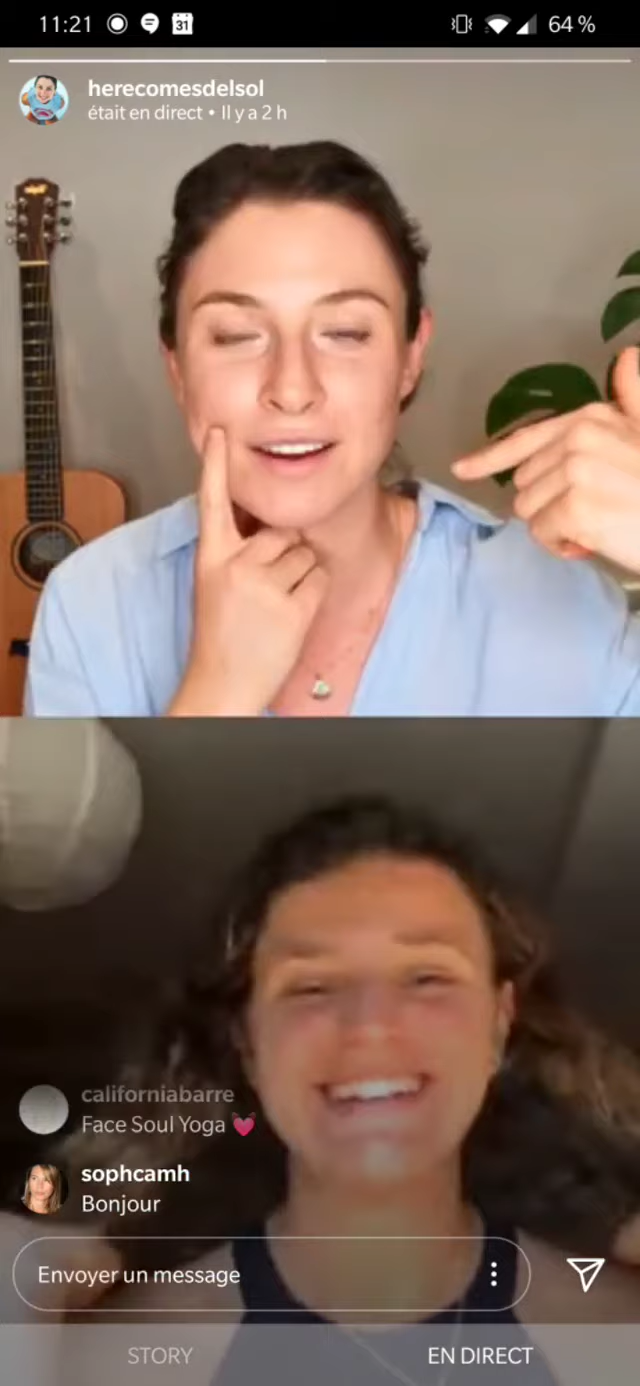 11:21
31
64 %
herecomesdelsol
était en direct • Il y a 2 h
californiabarre
Face Soul Yoga 💓
sophcamh
Bonjour
Envoyer un message
STORY
EN DIRECT